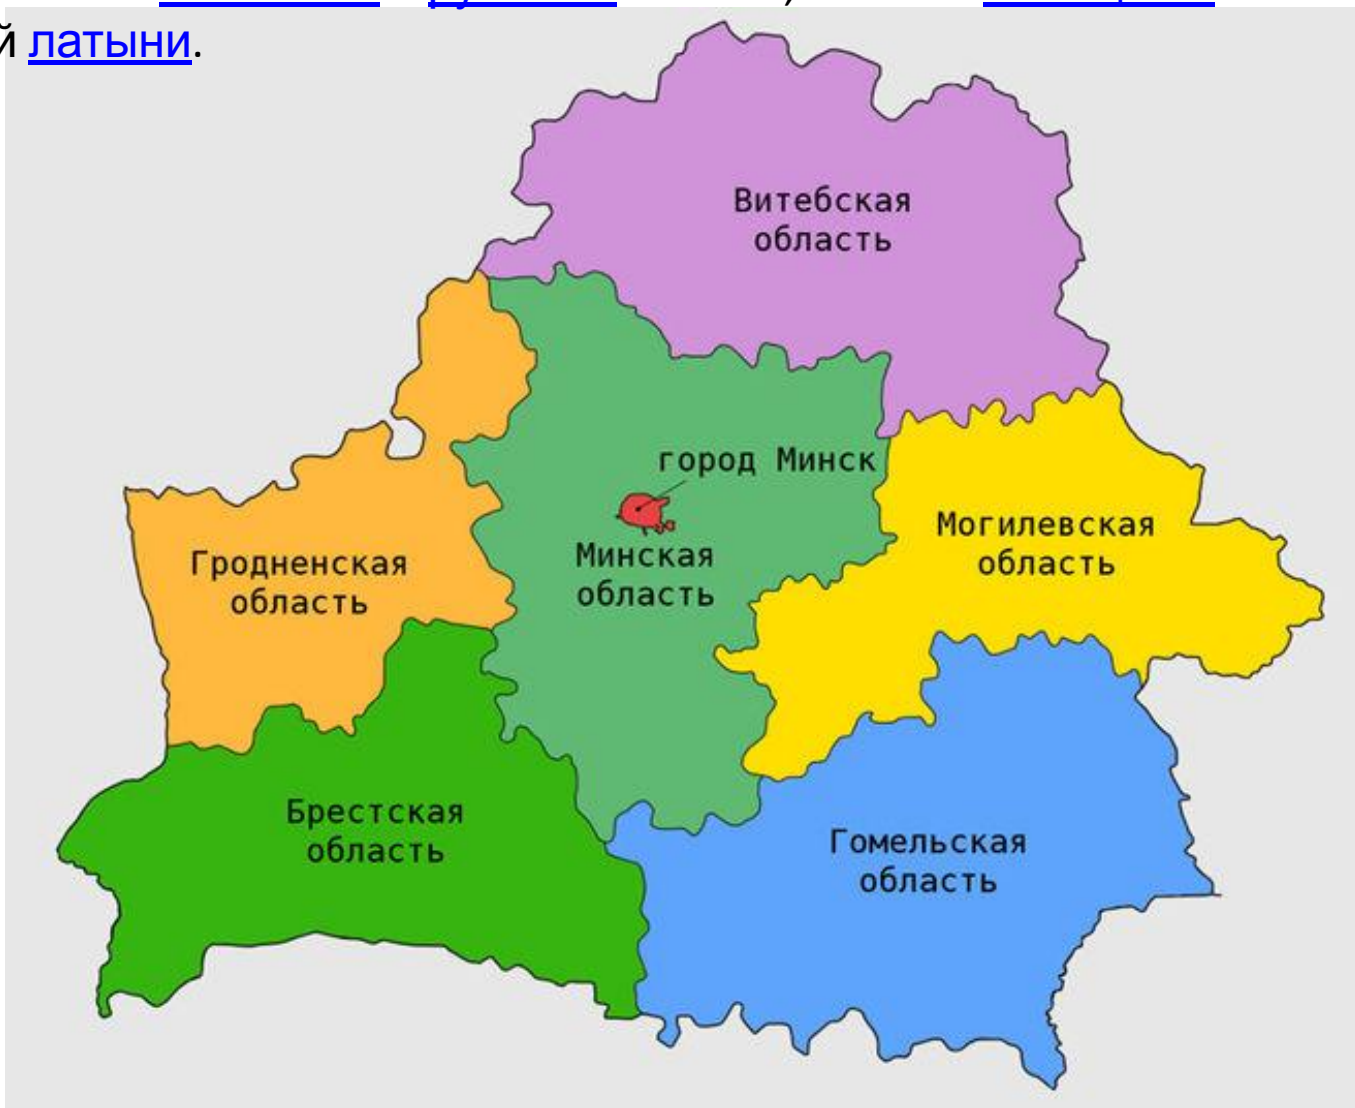 й латыни.
Витебская
область
город Минск
Могилевская
область
Минская
область
Гродненская
область
Брестская
область
Гомельская
область